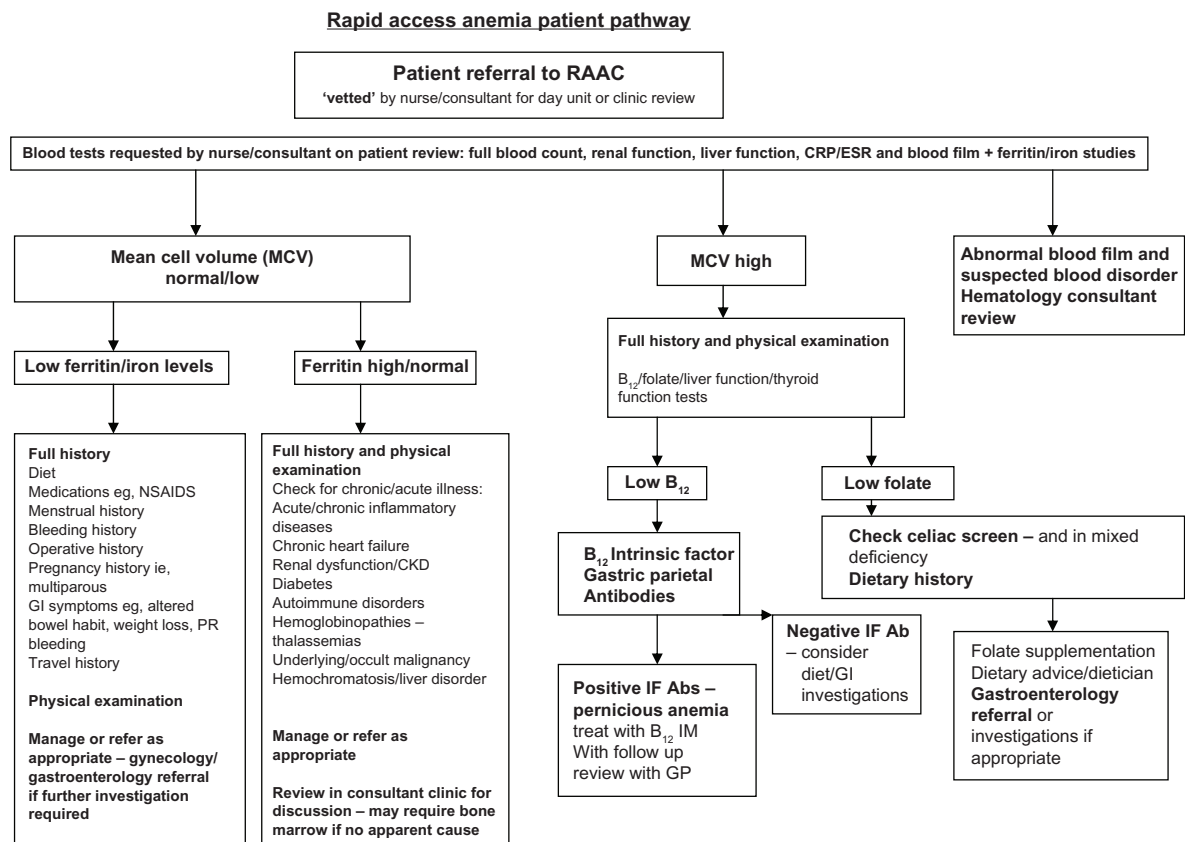 Rapid access anemia patient pathway
Patient referral to RAAC
‘vetted’ by nurse/consultant for day unit or clinic review
Blood tests requested by nurse/consultant on patient review: full blood count, renal function, liver function, CRP/ESR and blood film + ferritin/iron studies
Mean cell volume (MCV)
normal/low
MCV high
Abnormal blood film and
suspected blood disorder
Hematology consultant
review
Low ferritin/iron levels
Ferritin high/normal
Full history and physical examination
B₁₂/folate/liver function/thyroid
function tests
Full history
Diet
Medications eg, NSAIDS
Menstrual history
Bleeding history
Operative history
Pregnancy history ie,
multiparous
GI symptoms eg, altered
bowel habit, weight loss, PR
bleeding
Travel history
Physical examination
Manage or refer as
appropriate – gynecology/
gastroenterology referral
if further investigation
required
Full history and physical
examination
Check for chronic/acute illness:
Acute/chronic inflammatory
diseases
Chronic heart failure
Renal dysfunction/CKD
Diabetes
Autoimmune disorders
Hemoglobinopathies –
thalassemias
Underlying/occult malignancy
Hemochromatosis/liver disorder
Manage or refer as
appropriate
Review in consultant clinic for
discussion – may require bone
marrow if no apparent cause
Low B₁₂
Low folate
B₁₂ Intrinsic factor
Gastric parietal
Antibodies
Check celiac screen – and in mixed
deficiency
Dietary history
Negative IF Ab
– consider
diet/GI
investigations
Positive IF Abs –
pernicious anemia
treat with B₁₂ IM
With follow up
review with GP
Folate supplementation
Dietary advice/dietician
Gastroenterology
referral or
investigations if
appropriate